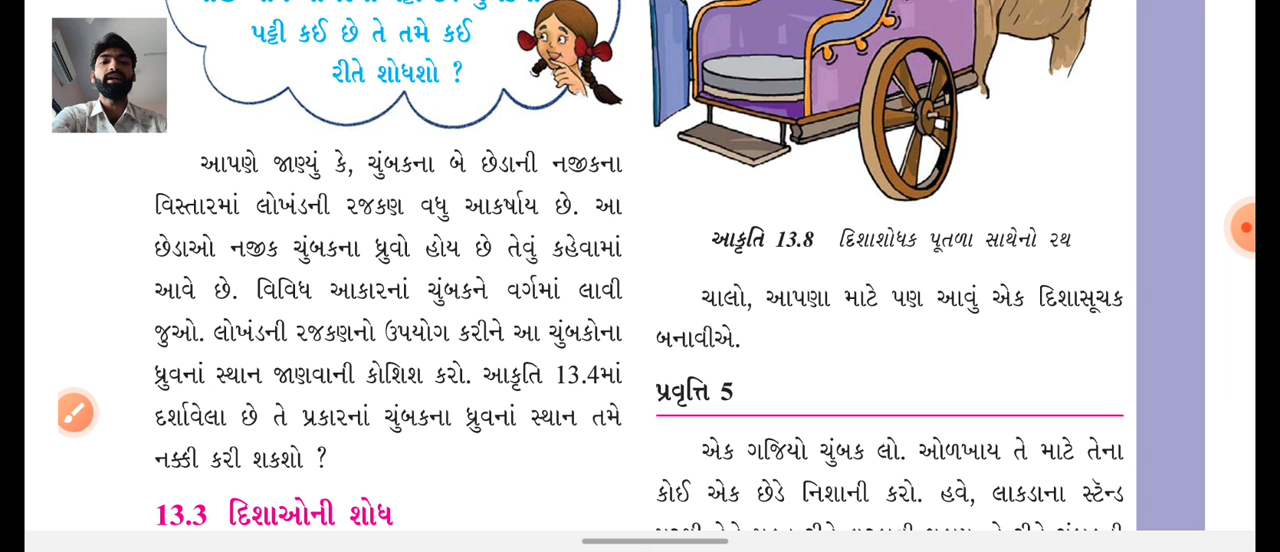 પટ્ટી કઈ છે તે તમે કઈ
રીતે શોધશો ?
આપણે જાણ્યું કે, ચુંબકના બે છેડાની નજીકના
વિસ્તારમાં લોખંડની રજકણ વધુ આકર્ષાય છે. આ
છેડાઓ નજીક ચુંબકના ધ્રુવો હોય છે તેવું કહેવામાં
આવે છે. વિવિધ આકારનાં ચુંબકને વર્ગમાં લાવી
જુઓ. લોખંડની રજકણનો ઉપયોગ કરીને આ ચુંબકોના
ધ્રુવનાં સ્થાન જાણવાની કોશિશ કરો. આકૃતિ 13.4માં
દર્શાવેલા છે તે પ્રકારનાં ચુંબકના ધ્રુવનાં સ્થાન તમે
નક્કી કરી શકશો ?
13.3 દિશાઓની શોધ
આકૃતિ 13.8 દિશાશોધક પૂતળા સાથેનો રથ
ચાલો, આપણા માટે પણ આવું એક દિશાસૂચક
બનાવીએ.
પ્રવૃત્તિ 5
એક ગજિયો ચુંબક લો. ઓળખાય તે માટે તેના
કોઈ એક છેડે નિશાની કરો. હવે, લાકડાના સ્ટૅન્ડ